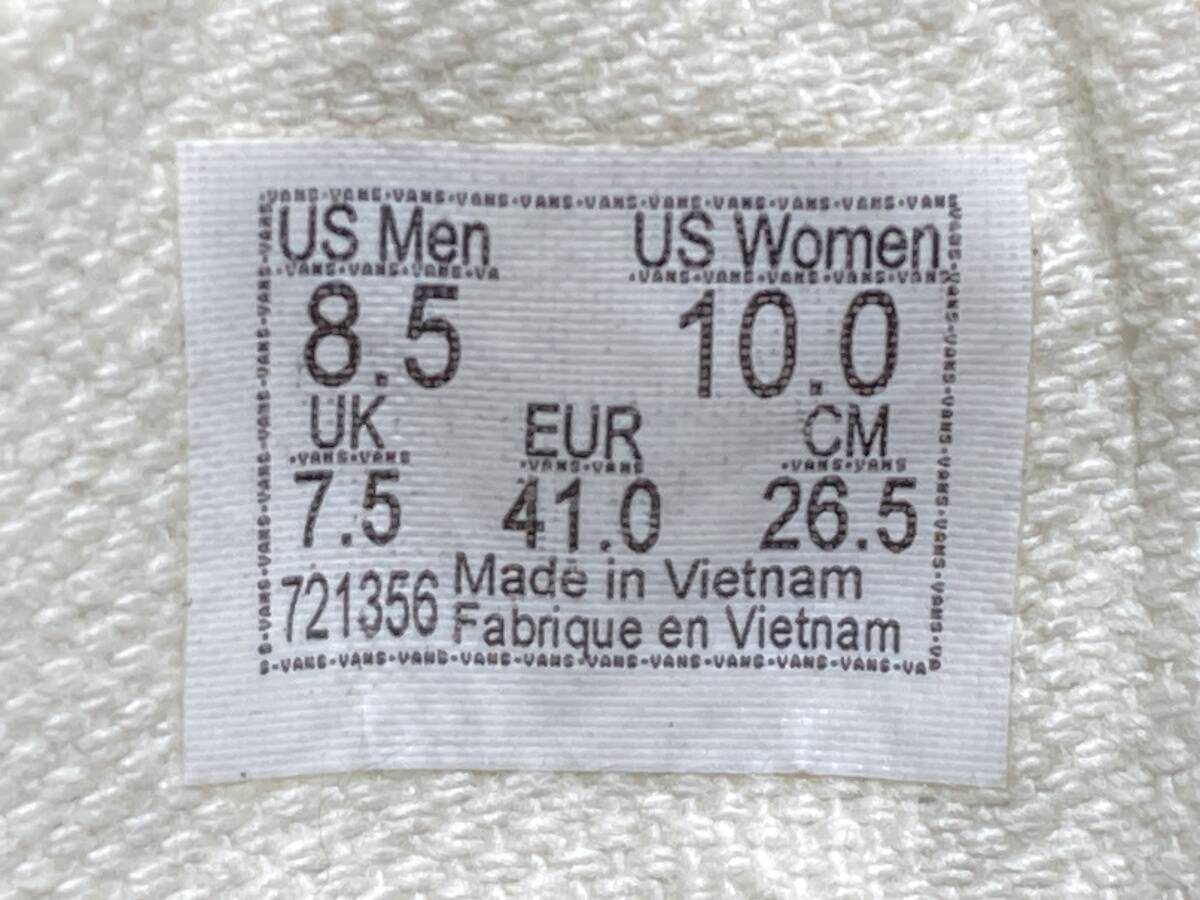 US Men US Women
8.5 10.0
UK EUR CM
7.5 41.0 26.5
721356 Made in Vietnam
Fabrique en Vietnam